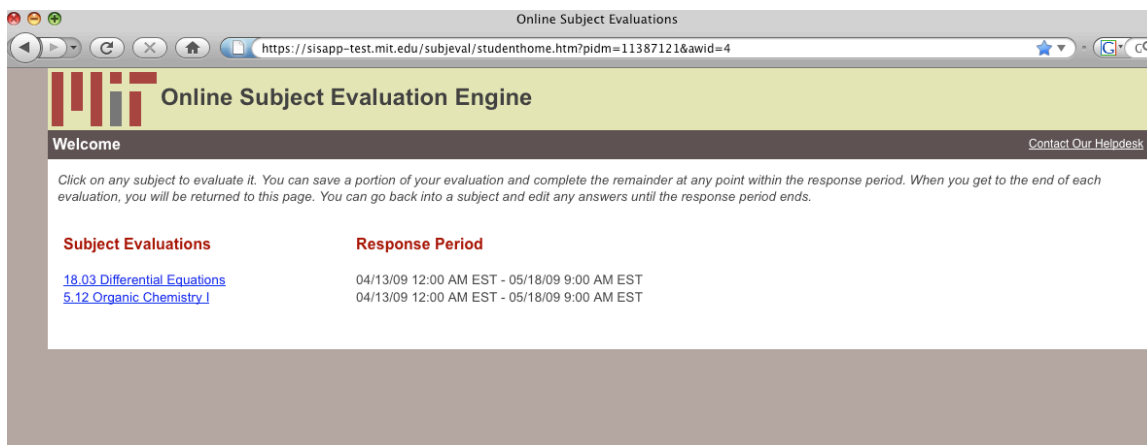 Online Subject Evaluations
https://sisapp-test.mit.edu/subjeval/studenthome.htm?pidm=11387121&awid=4
G
MIT Online Subject Evaluation Engine
Welcome Contact Our Helpdesk
Click on any subject to evaluate it. You can save a portion of your evaluation and complete the remainder at any point within the response period. When you get to the end of each
evaluation, you will be returned to this page. You can go back into a subject and edit any answers until the response period ends.
Subject Evaluations Response Period
18.03 Differential Equations 04/13/09 12:00 AM EST - 05/18/09 9:00 AM EST
5.12 Organic Chemistry I 04/13/09 12:00 AM EST - 05/18/09 9:00 AM EST